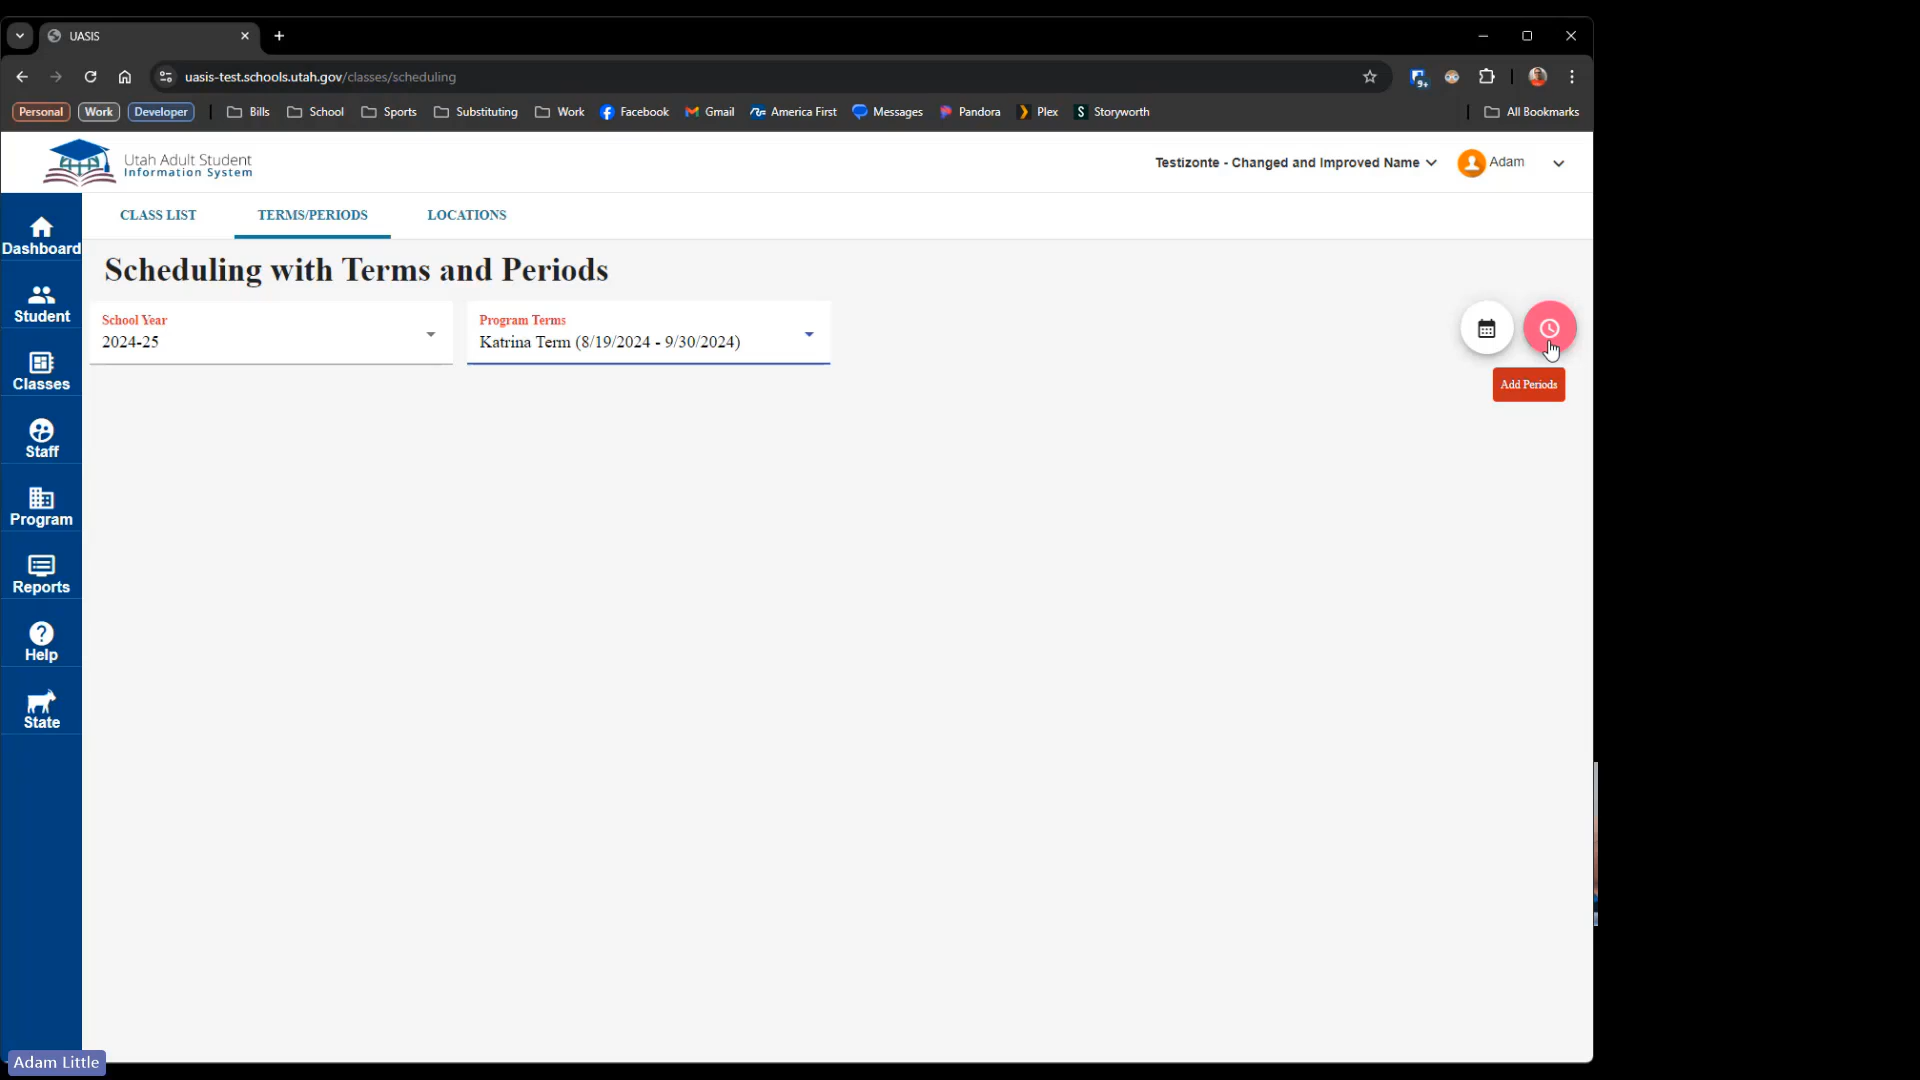 UASIS
uasis-test.schools.utah.gov/classes/scheduling
9+
Personal Work Developer Bills School Sports Substituting Work Facebook Gmail America First Messages Pandora Plex S Storyworth All Bookmarks
Utah Adult Student
Information System
Testizonte - Changed and Improved Name
Adam
CLASS LIST TERMS/PERIODS LOCATIONS
Dashboard
Student
Classes
Staff
Program
Reports
Help
State
Scheduling with Terms and Periods
School Year
2024-25
Program Terms
Katrina Term (8/19/2024 - 9/30/2024)
Add Periods
Adam Little